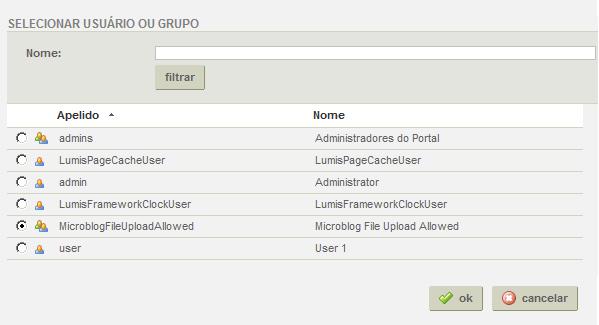 SELECIONAR USUÁRIO OU GRUPO
Nome:
filtrar
Apelido Nome
admins Administradores do Portal
LumisPageCacheUser LumisPageCacheUser
admin Administrator
LumisFrameworkClockUser LumisFrameworkClockUser
MicroblogFileUploadAllowed Microblog File Upload Allowed
user User 1
ok cancelar